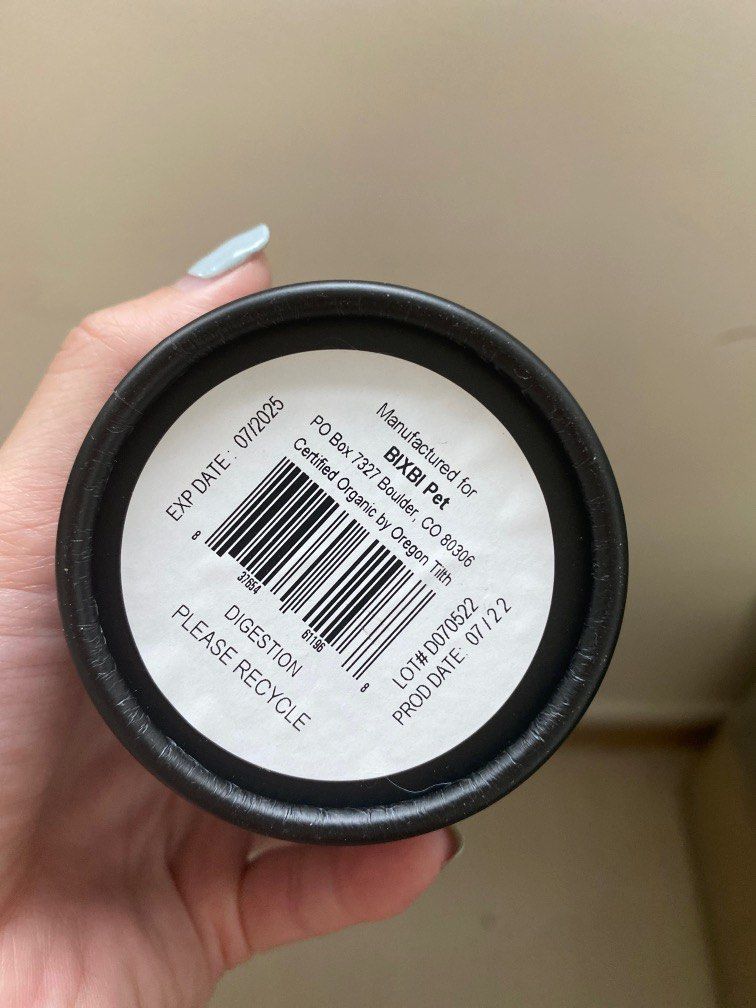 Manufactured for
BIXBI Pet
PO Box 7327 Boulder, CO 80306
Certified Organic by Oregon Tilth
EXP DATE: 07/2025
8 37654 67196 8
DIGESTION
PLEASE RECYCLE
LOT# D070522
PROD DATE: 07/22